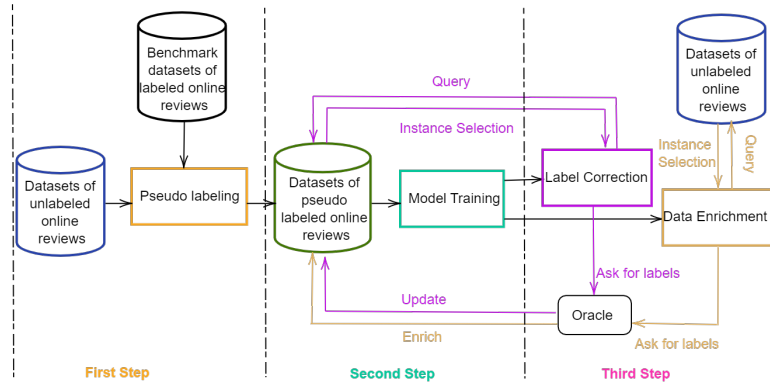 Benchmark
datasets of
labeled online
reviews
Datasets of
unlabeled
online
reviews
Query
Instance Selection
Instance
Selection
Query
Datasets of
unlabeled online
reviews
Pseudo labeling
Datasets of
pseudo
labeled online
reviews
Model Training
Label Correction
Data Enrichment
Ask for labels
Update
Oracle
Enrich
Ask for labels
First Step
Second Step
Third Step